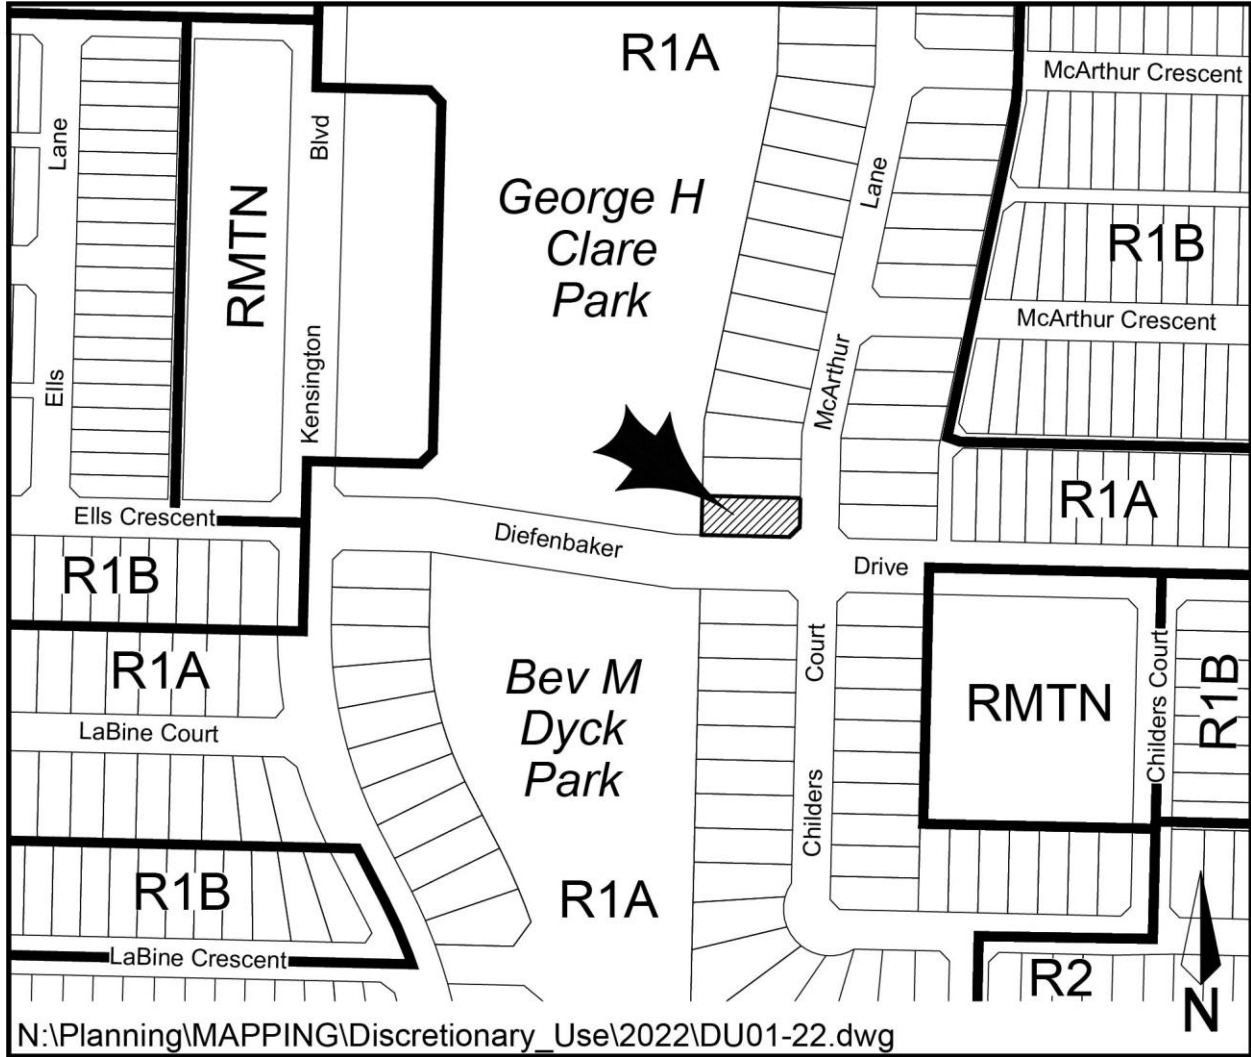 R1A
McArthur Crescent
Lane
Blvd
Lane
George H
Clare
Park
RMTN
R1B
McArthur Crescent
Ells
Kensington
McArthur
R1A
Ells Crescent
Diefenbaker
Drive
R1B
R1A
Bev M
Dyck
Park
Court
RMTN
Childers Court
R1B
LaBine Court
Childers
R1B
R1A
LaBine Crescent
R2
N
N:\Planning\MAPPING\Discretionary_Use\2022\DU01-22.dwg